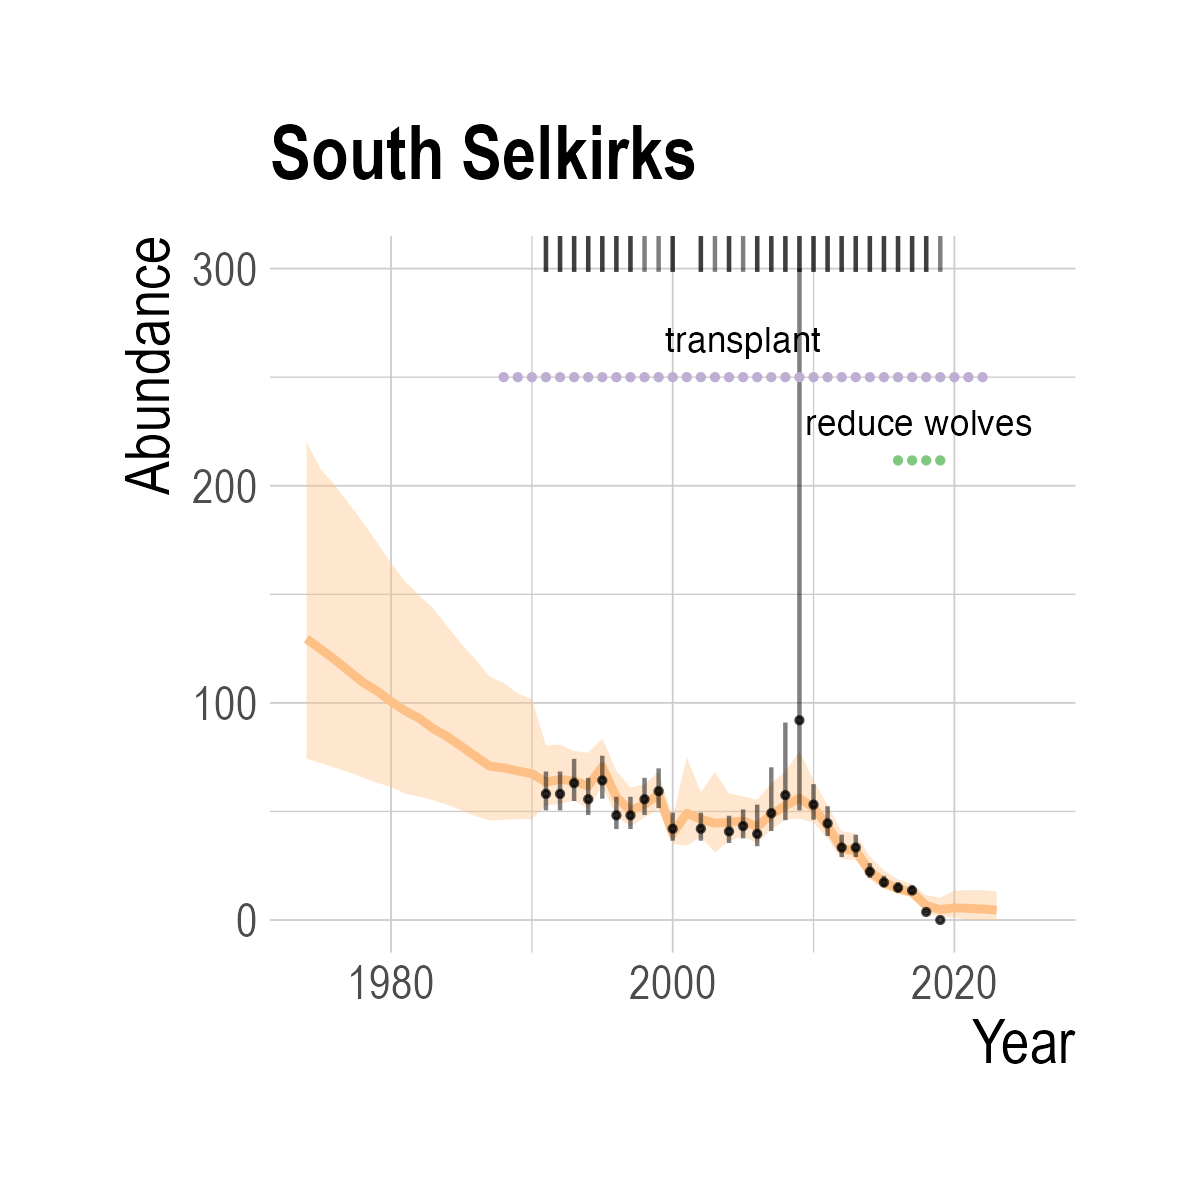 South Selkirks
Abundance
300
transplant
reduce wolves
200
100
0
1980 2000 2020
Year